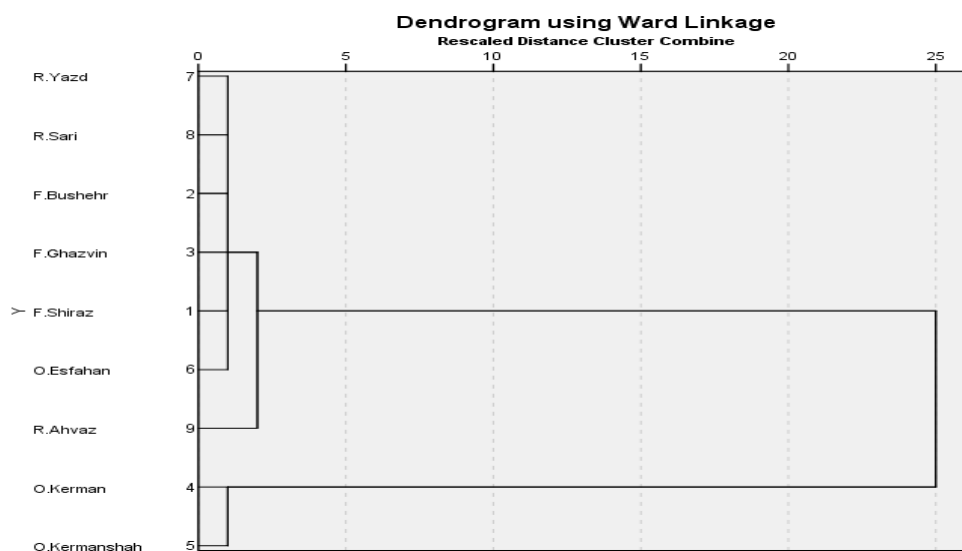 Dendrogram using Ward Linkage
Rescaled Distance Cluster Combine
0 5 10 15 20 25
R.Yazd 7
R.Sari 8
F.Bushehr 2
F.Ghazvin 3
Y F.Shiraz 1
O.Esfahan 6
R.Ahvaz 9
O.Kerman 4
O.Kermanshah 5